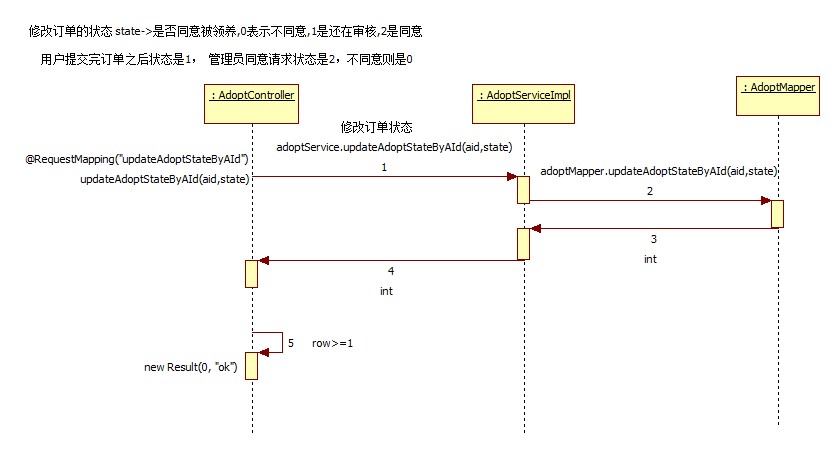 修改订单的状态 state->是否同意被领养,0表示不同意,1是还在审核,2是同意
用户提交完订单之后状态是1， 管理员同意请求状态是2，不同意则是0
: AdoptController
: AdoptServiceImpl
: AdoptMapper
修改订单状态
adoptService.updateAdoptStateByAId(aid,state)
@RequestMapping("updateAdoptStateByAId")
updateAdoptStateByAId(aid,state)
1
adoptMapper.updateAdoptStateByAId(aid,state)
2
3
int
4
int
5 row>=1
new Result(0, "ok")